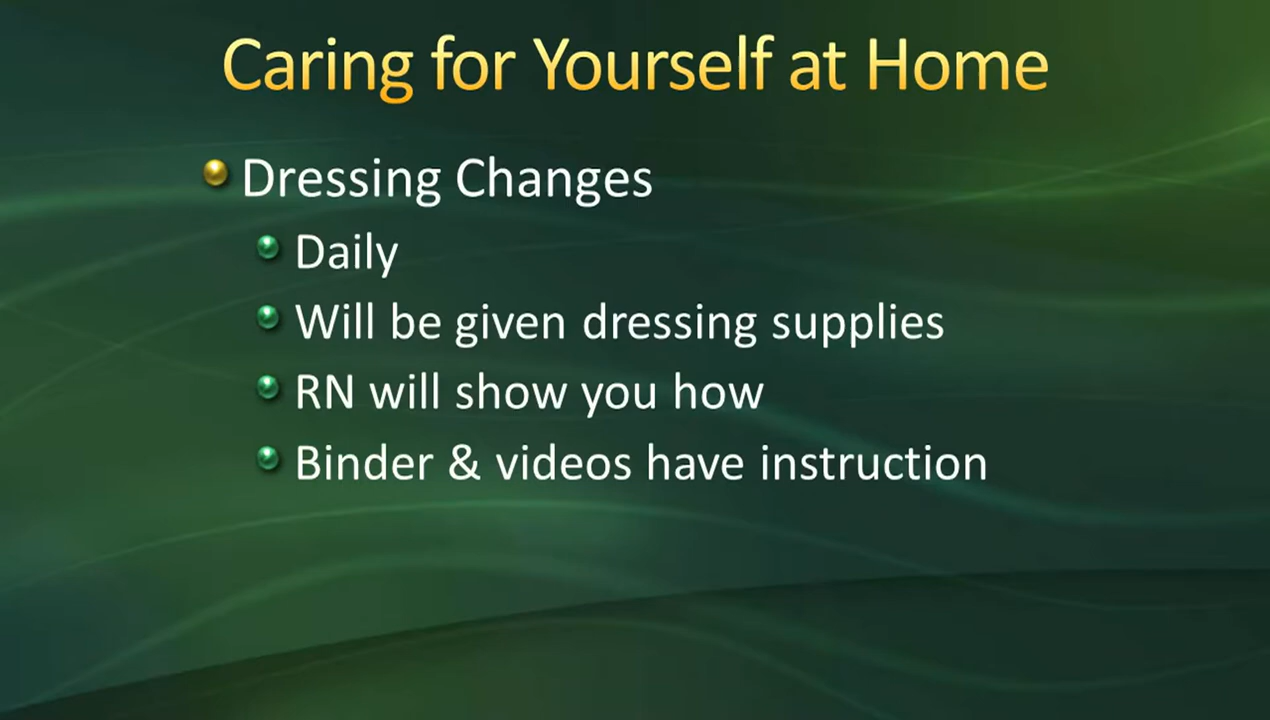 Caring for Yourself at Home
Dressing Changes
Daily
Will be given dressing supplies
RN will show you how
Binder & videos have instruction